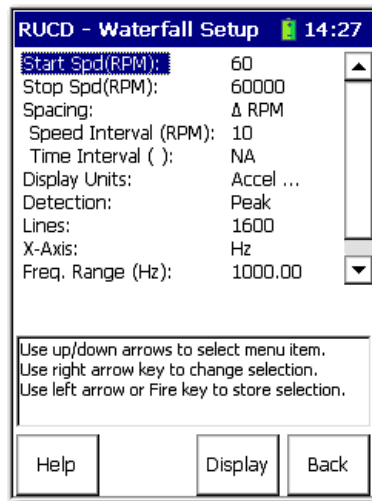 RUCD - Waterfall Setup 14:27
Start Spd(RPM): 60
Stop Spd(RPM): 60000
Spacing: Δ RPM
Speed Interval (RPM): 10
Time Interval ( ): NA
Display Units: Accel ...
Detection: Peak
Lines: 1600
X-Axis: Hz
Freq. Range (Hz): 1000.00
Use up/down arrows to select menu item.
Use right arrow key to change selection.
Use left arrow or Fire key to store selection.
Help Display Back